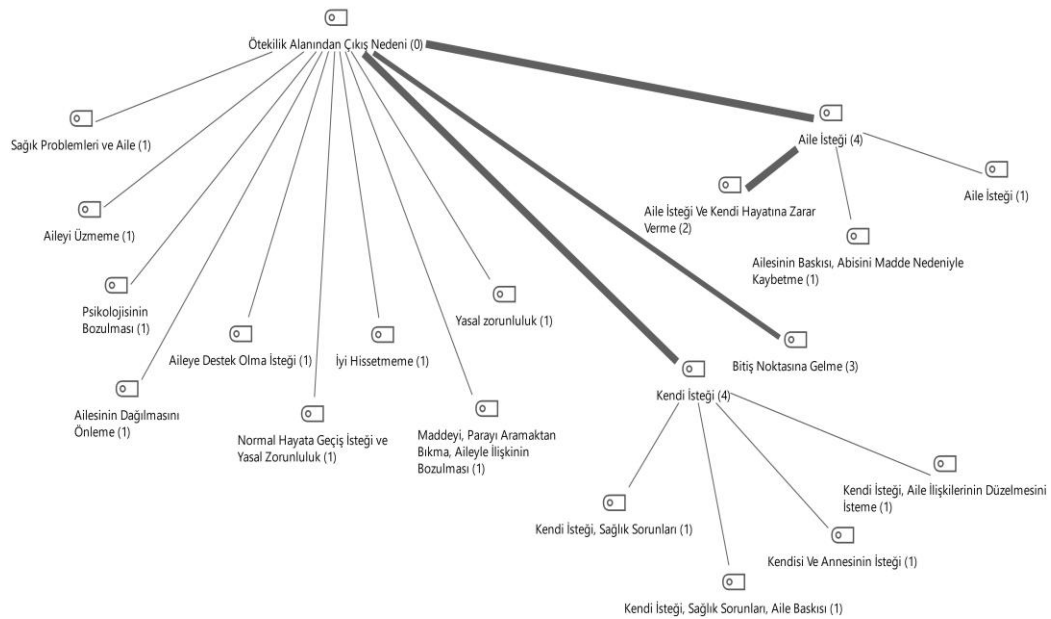 Ötekilik Alanından Çıkış Nedeni (0)
Sağık Problemleri ve Aile (1)
Aile İsteği (4)
Aile İsteği (1)
Aile İsteği Ve Kendi Hayatına Zarar
Verme (2)
Aileyi Üzmeme (1)
Ailesinin Baskısı, Abisini Madde Nedeniyle
Kaybetme (1)
Psikolojisinin
Bozulması (1)
Yasal zorunluluk (1)
Aileye Destek Olma İsteği (1)
İyi Hissetmeme (1)
Bitiş Noktasına Gelme (3)
Kendi İsteği (4)
Ailesinin Dağılmasını
Önleme (1)
Normal Hayata Geçiş İsteği ve
Yasal Zorunluluk (1)
Maddeyi, Parayı Aramaktan
Bıkma, Aileyle İlişkinin
Bozulması (1)
Kendi İsteği, Aile İlişkilerinin Düzelmesini
İsteme (1)
Kendi İsteği, Sağlık Sorunları (1)
Kendisi Ve Annesinin İsteği (1)
Kendi İsteği, Sağlık Sorunları, Aile Baskısı (1)